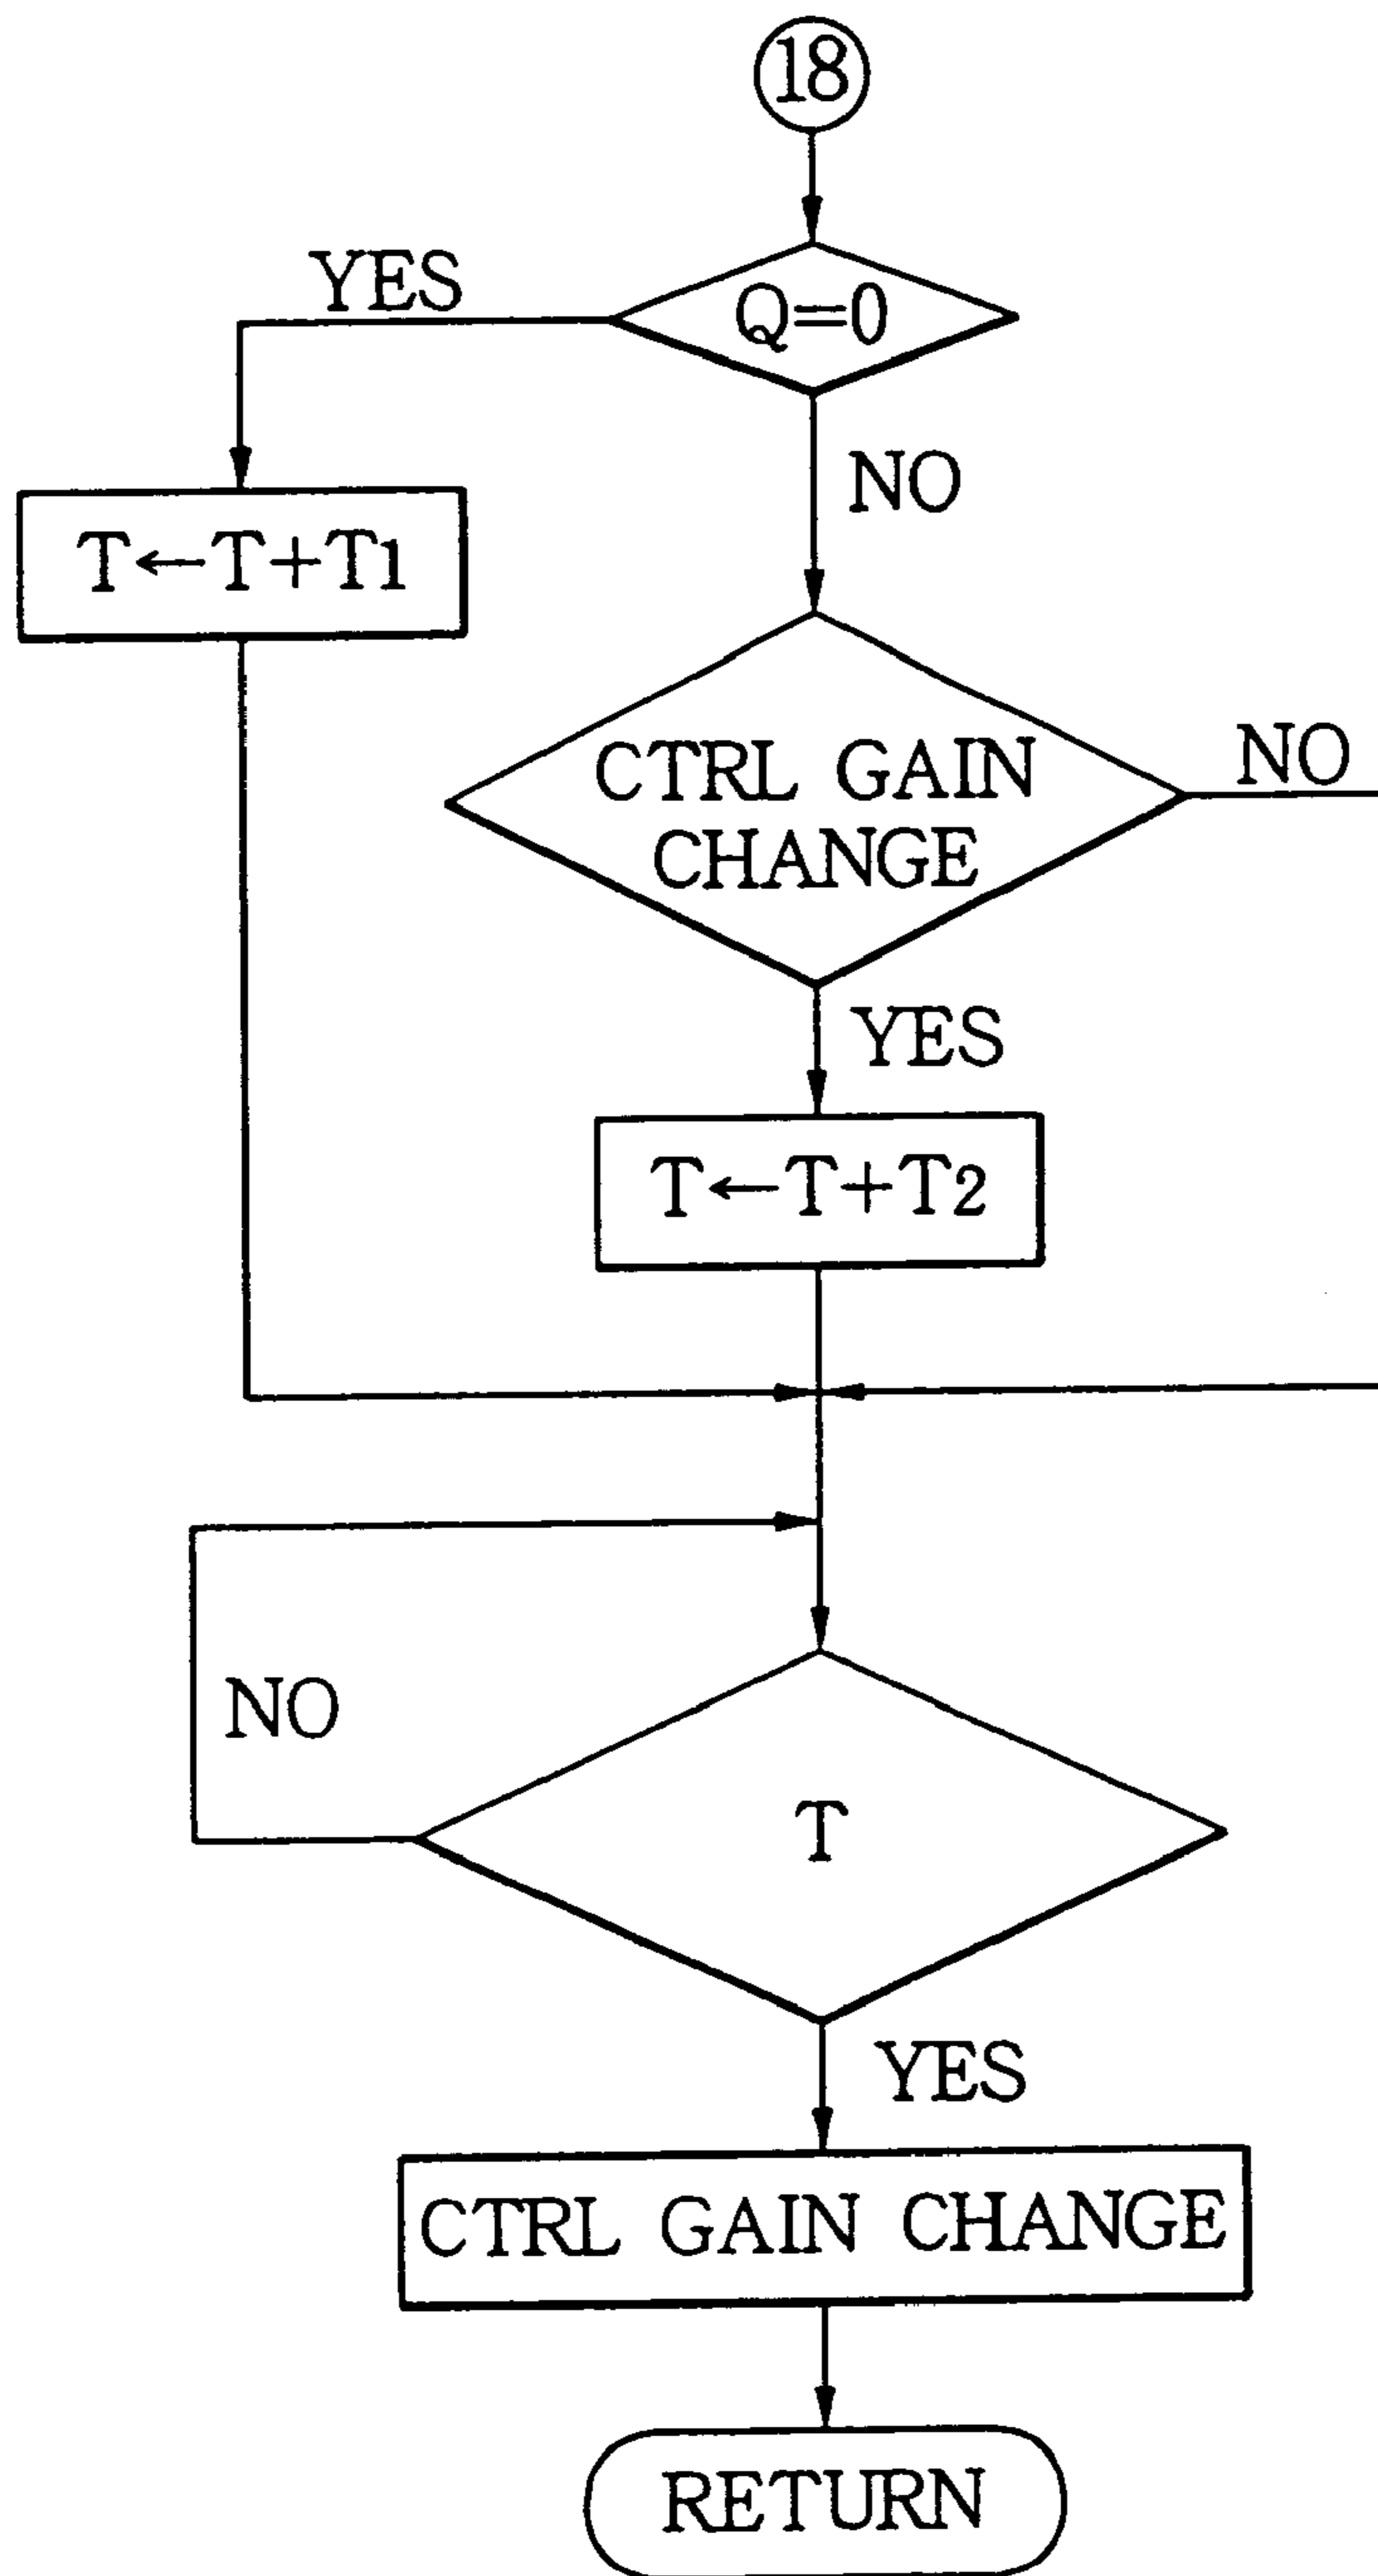 18
YES
Q=0
NO
T←T+T1
CTRL GAIN
CHANGE
NO
YES
T←T+T2
NO
T
YES
CTRL GAIN CHANGE
RETURN